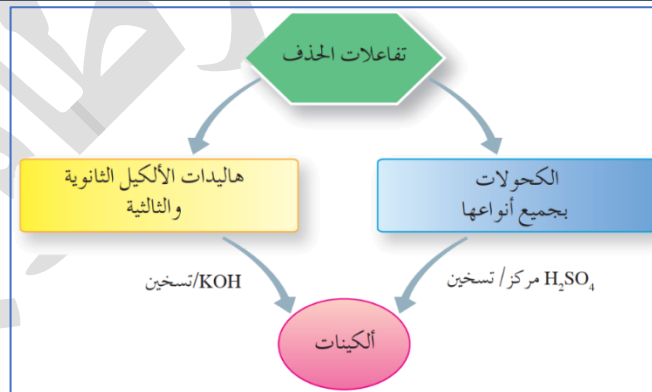 تفاعلات الحذف
الكحولات
بجميع أنواعها
هاليدات الألكيل الثانوية
والثالثية
H₂SO₄ مركز/ تسخين
KOH/تسخين
ألكينات